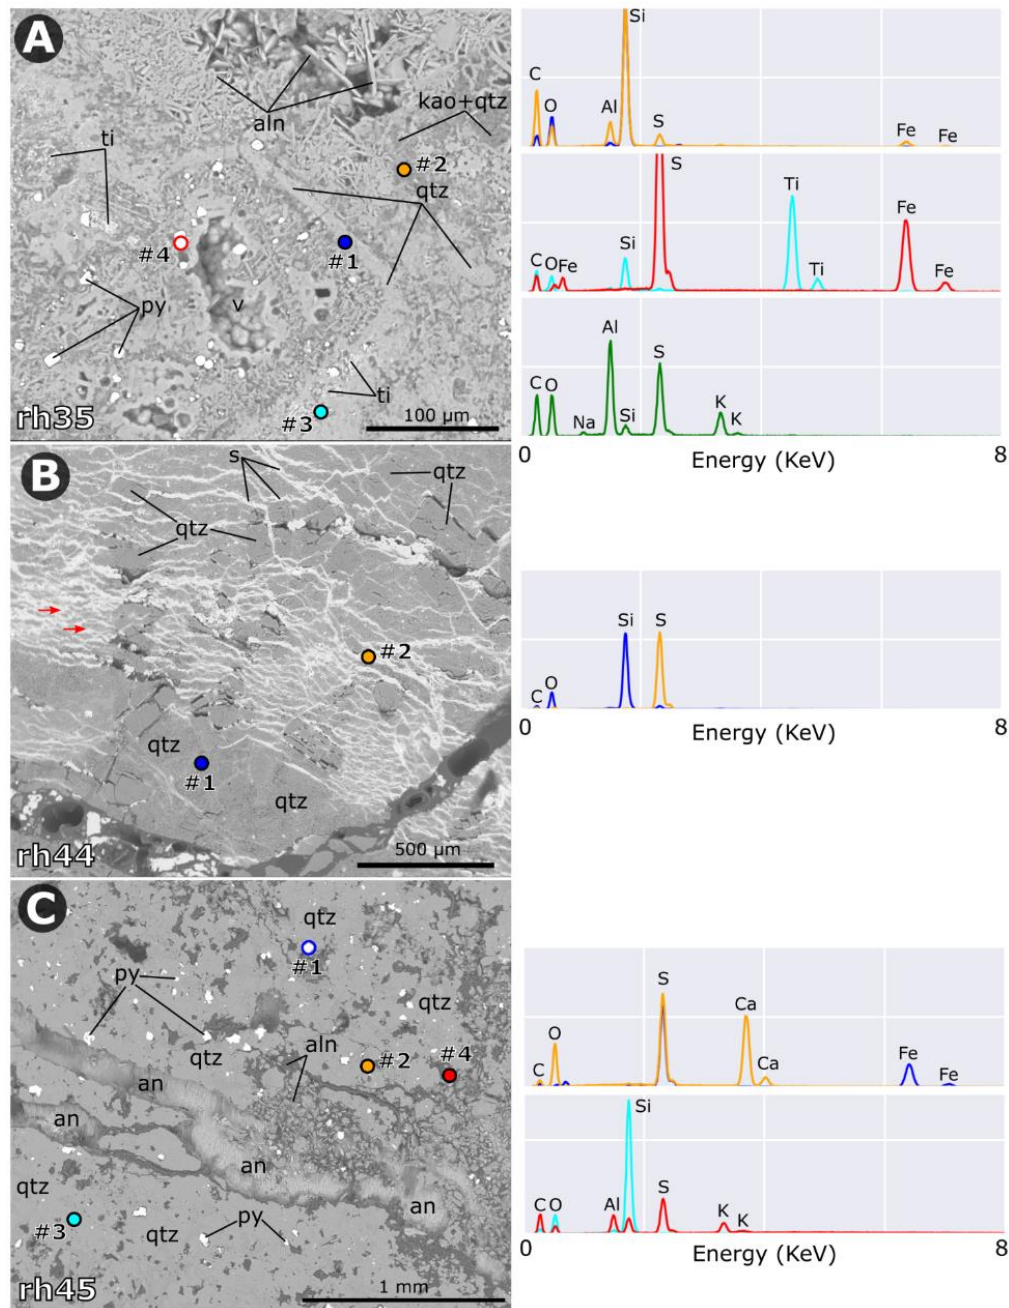 A
aln
kao+qtz
ti
#2
qtz
#4
#1
v
py
ti
#3
rh35
100 µm
Si
C
O
Al
S
Fe
Fe
S
Ti
Fe
C
O
Fe
Si
Ti
Fe
Al
S
C
O
Na
Si
K
K
0
Energy (KeV)
8
B
s
qtz
qtz
#2
qtz
#1
qtz
rh44
500 µm
Si
S
C
O
0
Energy (KeV)
8
C
qtz
#1
py
qtz
qtz
aln
#2
#4
an
an
an
an
qtz
#3
qtz
py
rh45
1 mm
S
Ca
O
C
Ca
Fe
Fe
Si
C
O
Al
S
K
K
0
Energy (KeV)
8